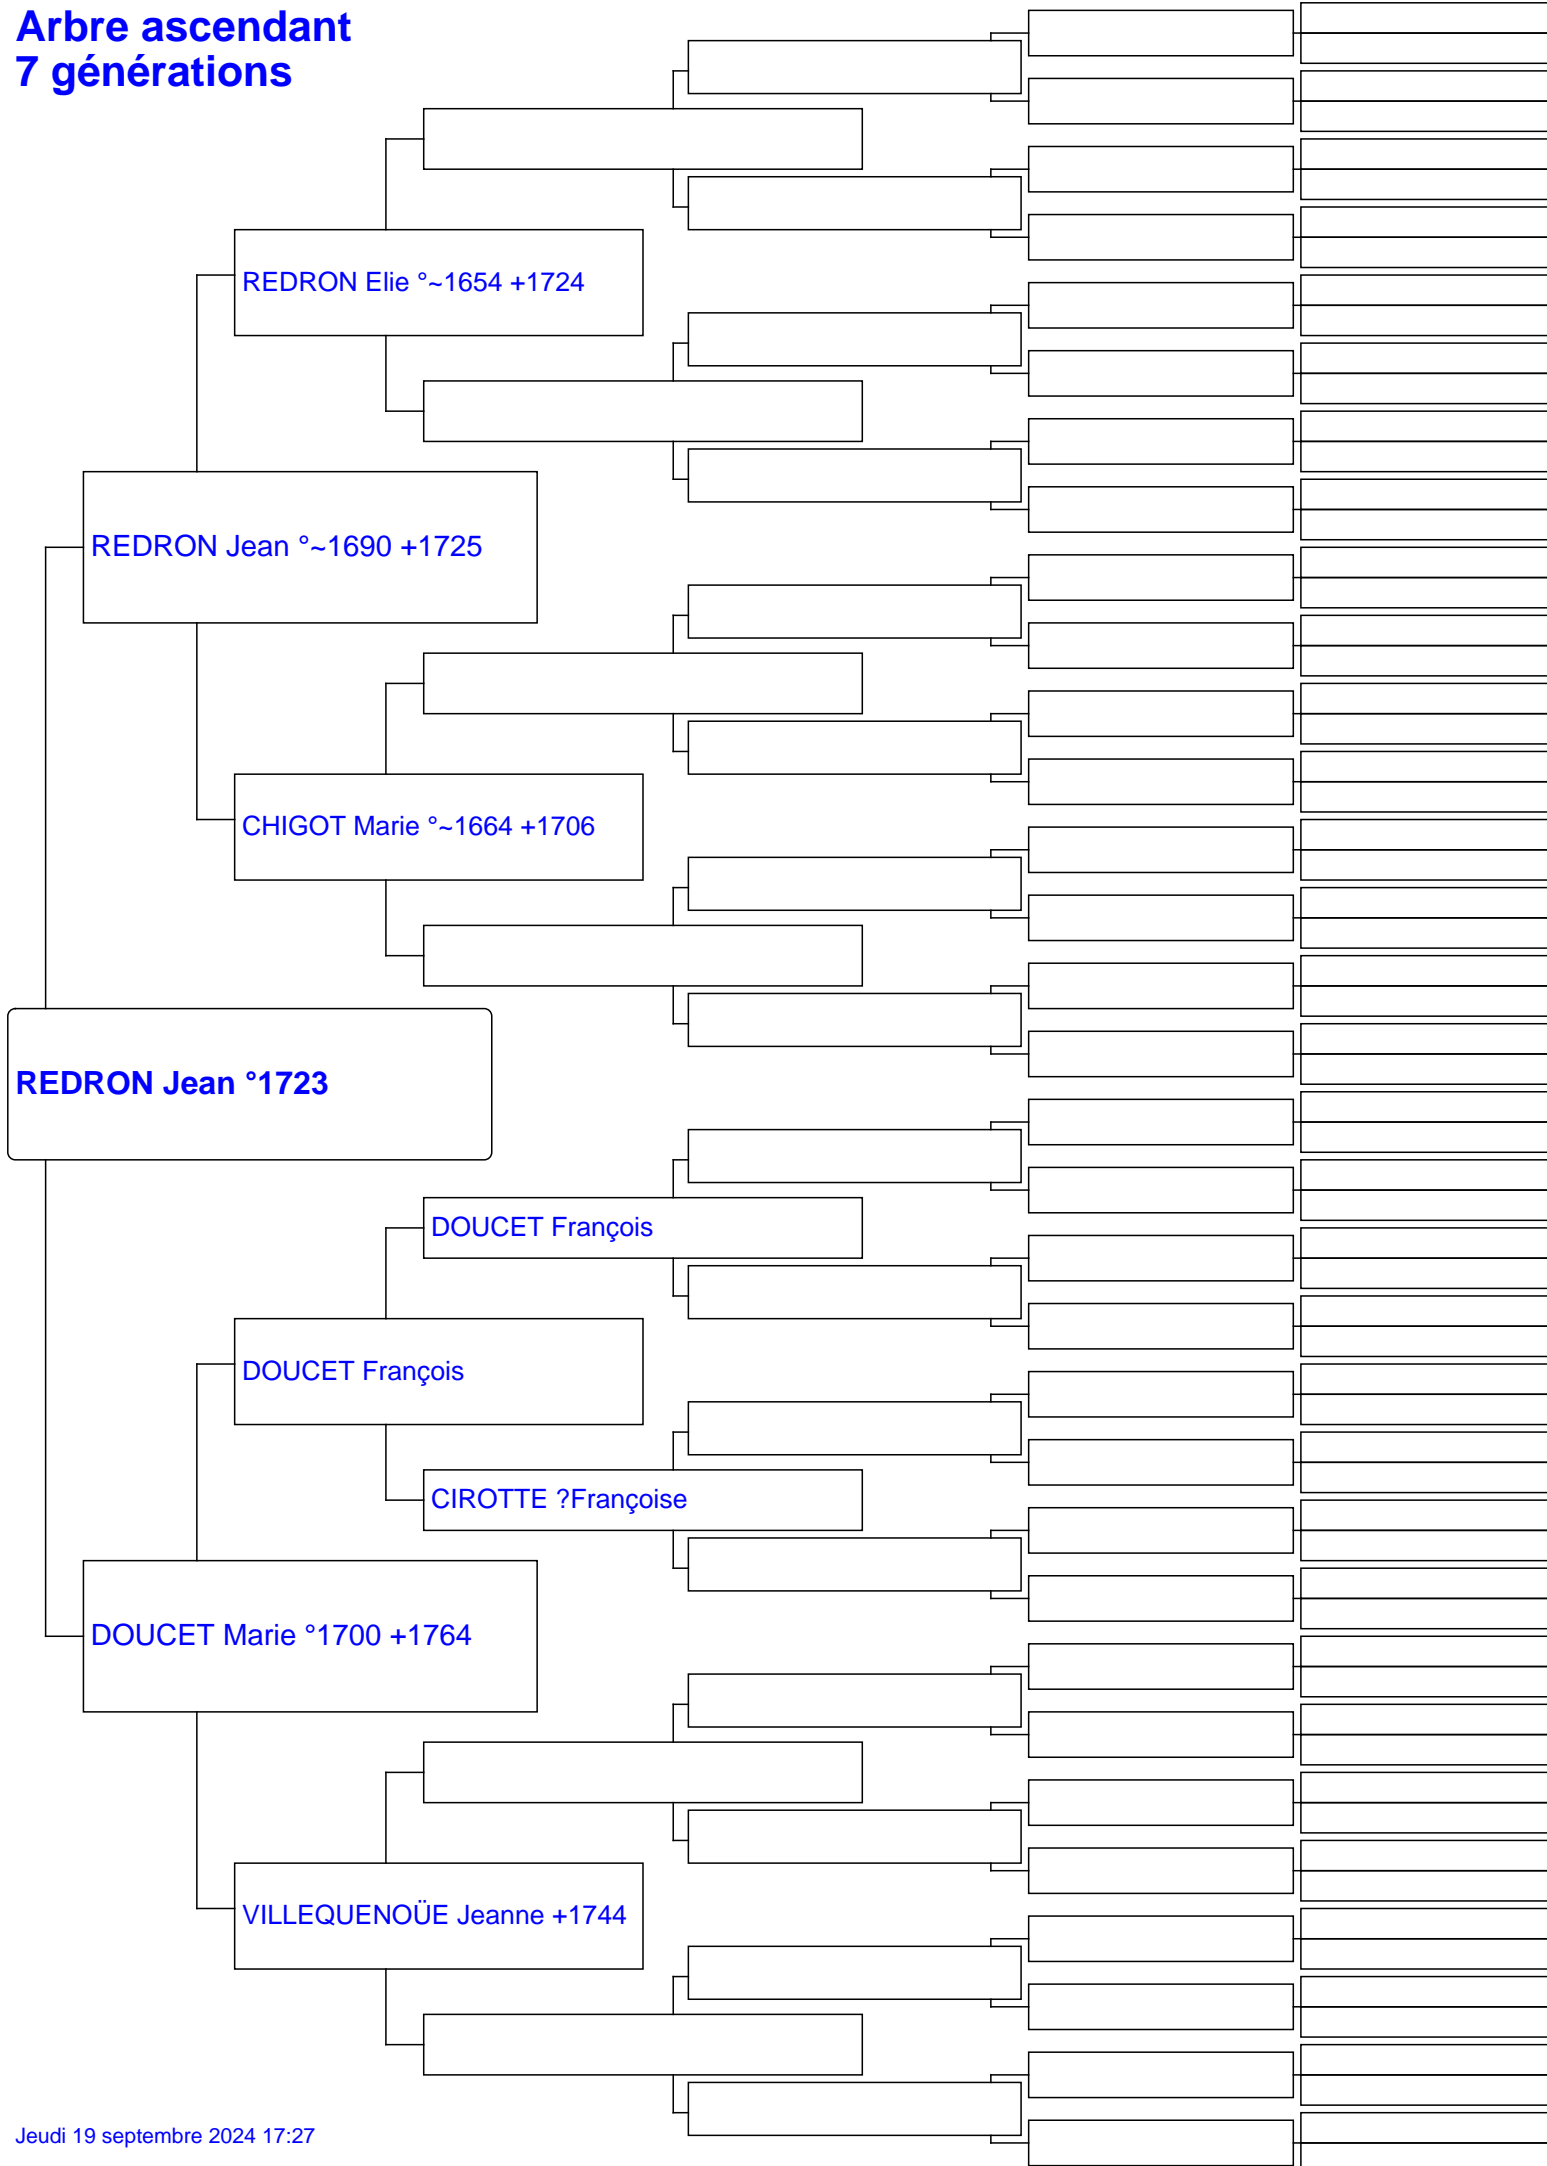 Arbre ascendant
7 générations
REDRON Elie °~1654 +1724
REDRON Jean °~1690 +1725
CHIGOT Marie °~1664 +1706
REDRON Jean °1723
DOUCET François
DOUCET François
CIROTTE ?Françoise
DOUCET Marie °1700 +1764
VILLEQUENOÜE Jeanne +1744
Jeudi 19 septembre 2024 17:27